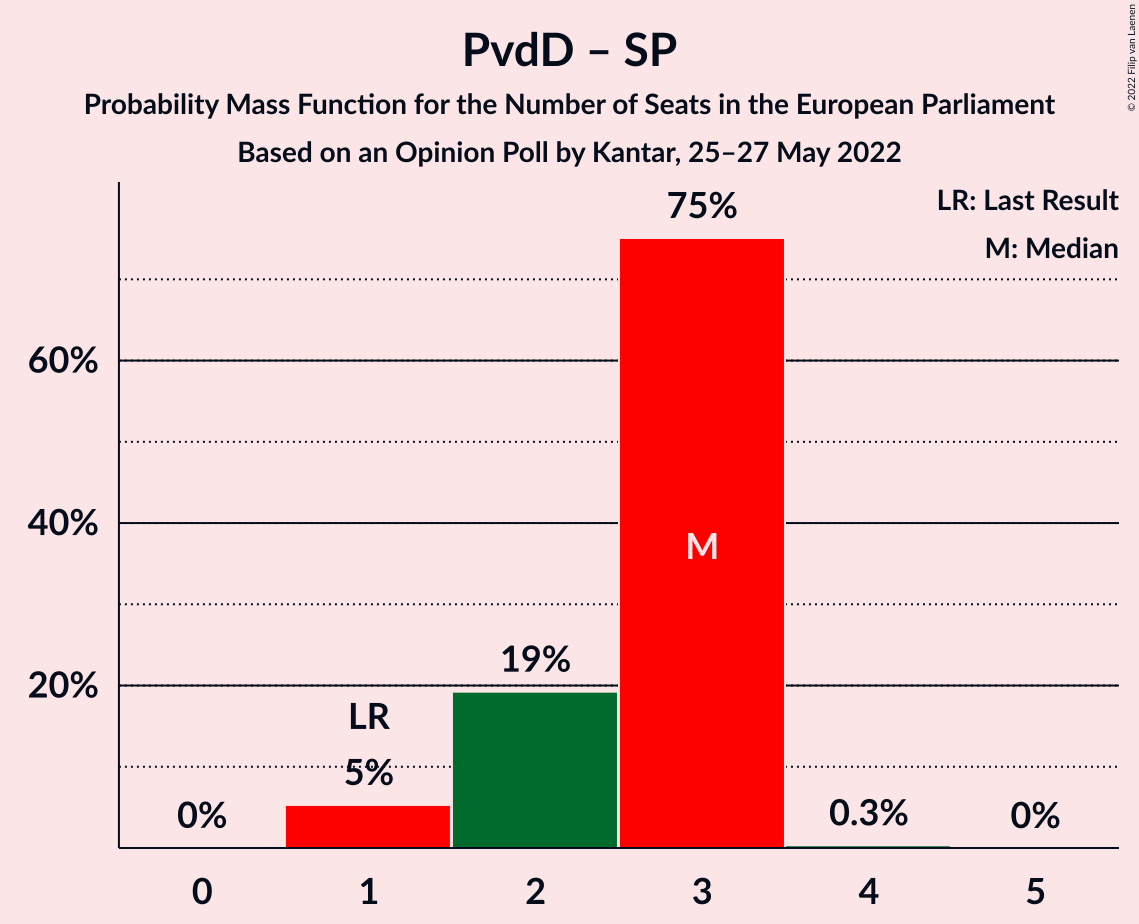 PvdD – SP
Probability Mass Function for the Number of Seats in the European Parliament
Based on an Opinion Poll by Kantar, 25–27 May 2022
© 2022 Filip van Laenen
LR: Last Result
M: Median
75%
60%
40%
M
19%
20%
LR
5%
0%
0.3%
0%
0 1 2 3 4 5